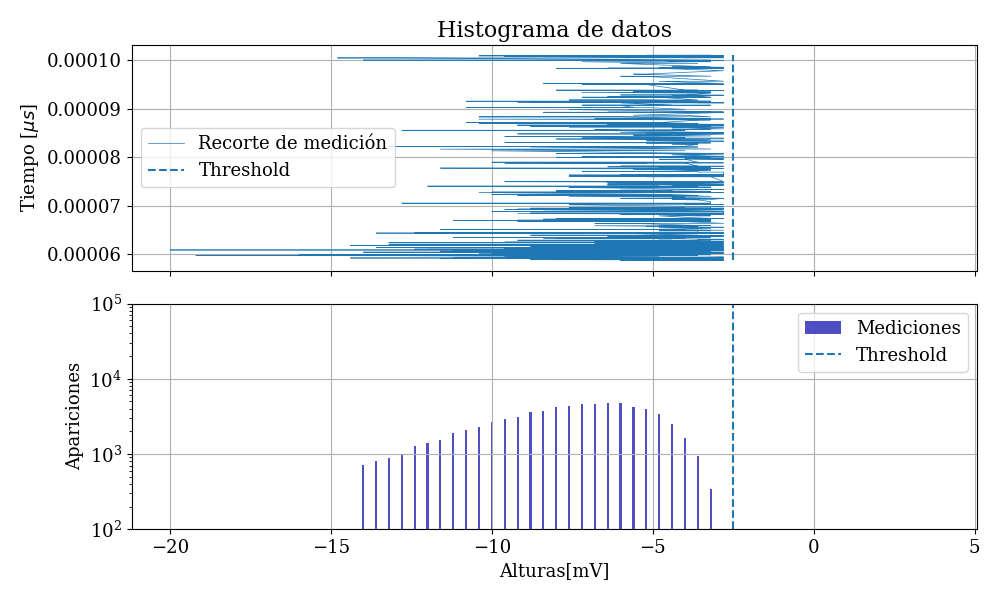 Histograma de datos
Tiempo [μs]
0.00010
0.00009
0.00008
0.00007
0.00006
Recorte de medición
Threshold
Apariciones
10^5
10^4
10^3
10^2
Mediciones
Threshold
−20
−15
−10
−5
0
5
Alturas[mV]